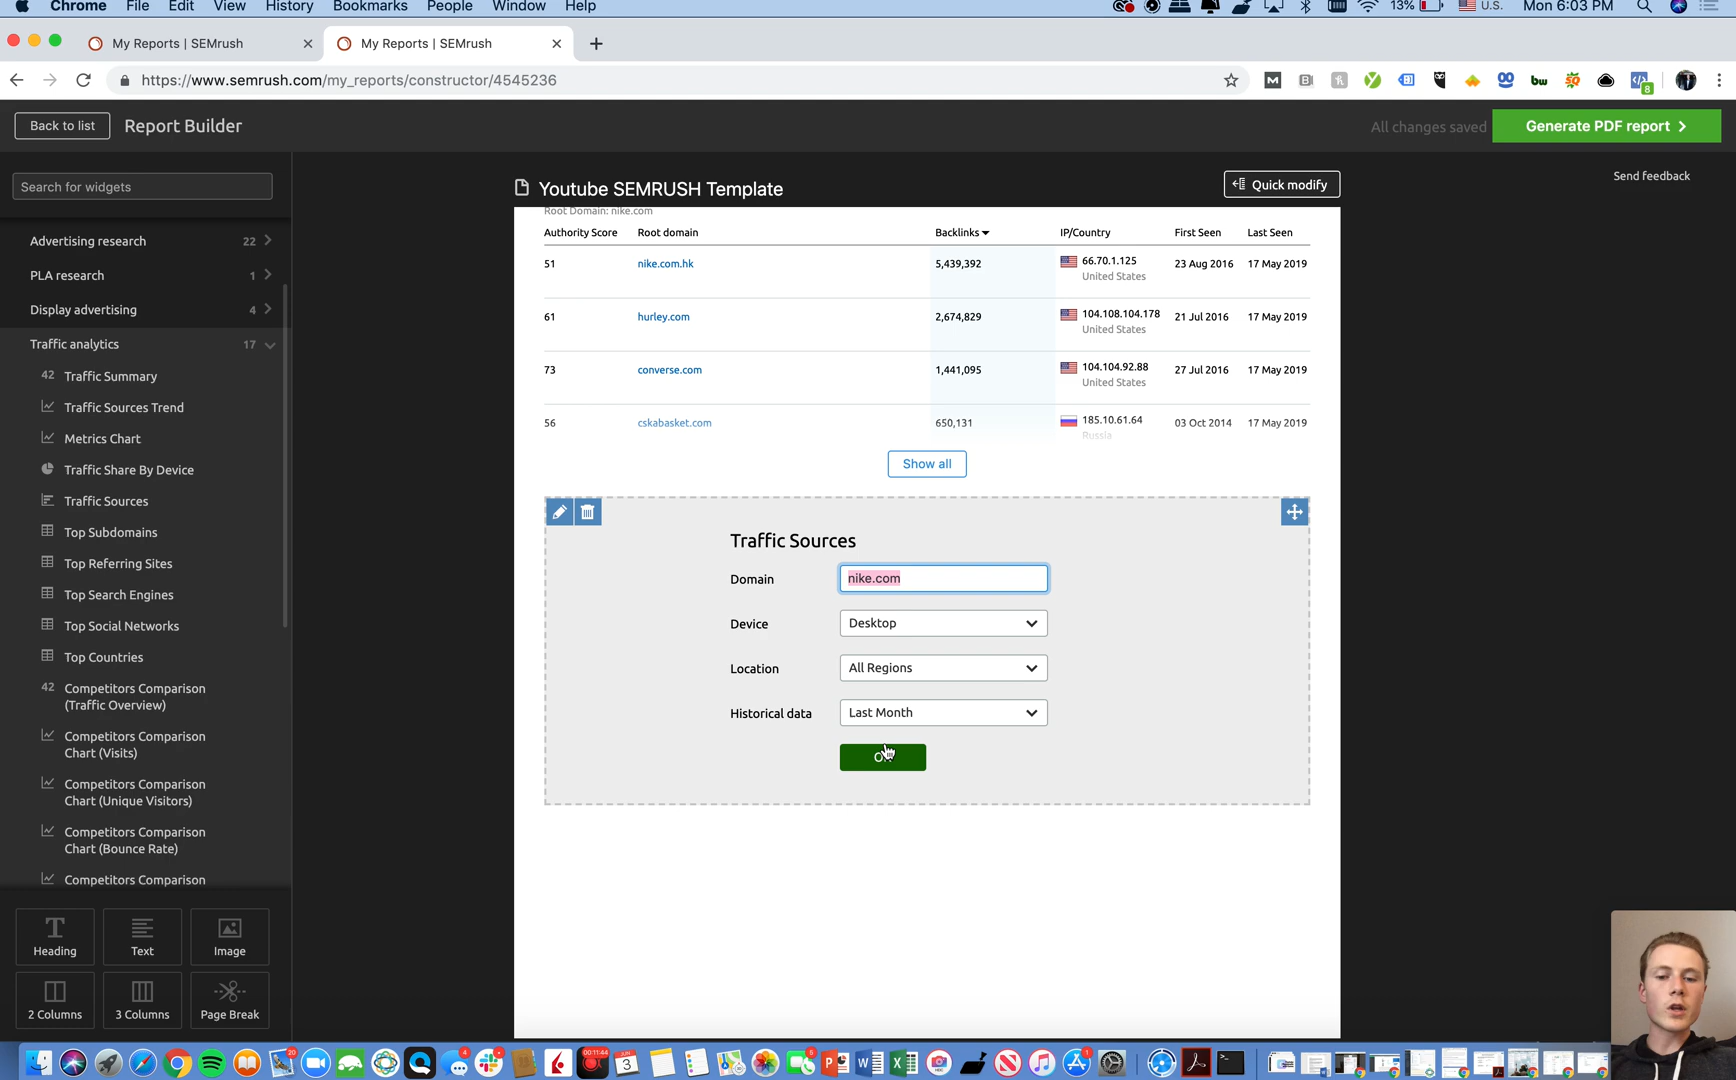 Chrome File Edit View History Bookmarks People Window Help 13% U.S. Mon 6:03 PM
My Reports | SEMrush
My Reports | SEMrush
https://www.semrush.com/my_reports/constructor/4545236
8
Back to list
Report Builder
All changes saved
Generate PDF report
Search for widgets
Youtube SEMRUSH Template
Quick modify
Send feedback
Root Domain: nike.com
Authority Score Root domain Backlinks IP/Country First Seen Last Seen
51 nike.com.hk 5,439,392 66.70.1.125 23 Aug 2016 17 May 2019
United States
61 hurley.com 2,674,829 104.108.104.178 21 Jul 2016 17 May 2019
United States
73 converse.com 1,441,095 104.104.92.88 27 Jul 2016 17 May 2019
United States
56 cskabasket.com 650,131 185.10.61.64 03 Oct 2014 17 May 2019
Russia
Show all
Traffic Sources
Domain nike.com
Device Desktop
Location All Regions
Historical data Last Month
Advertising research 22
PLA research 1
Display advertising 4
Traffic analytics 17
42 Traffic Summary
Traffic Sources Trend
Metrics Chart
Traffic Share By Device
Traffic Sources
Top Subdomains
Top Referring Sites
Top Search Engines
Top Social Networks
Top Countries
42 Competitors Comparison
(Traffic Overview)
Competitors Comparison
Chart (Visits)
Competitors Comparison
Chart (Unique Visitors)
Competitors Comparison
Chart (Bounce Rate)
Competitors Comparison
Heading
Text
Image
2 Columns
3 Columns
Page Break